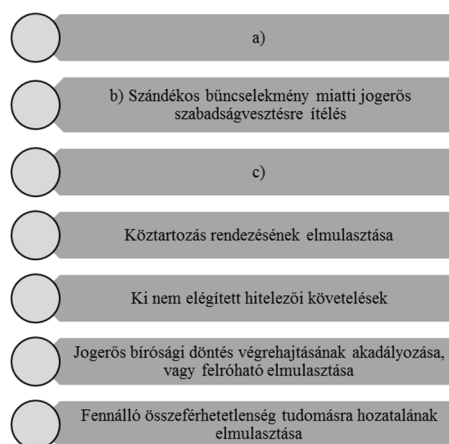 a)
b) Szándékos bűncselekmény miatti jogerős
szabadságvesztésre ítélés
c)
Köztartozás rendezésének elmulasztása
Ki nem elégített hitelezői követelések
Jogerős bírósági döntés végrehajtásának akadályozása,
vagy felróható elmulasztása
Fennálló összeférhetetlenség tudomásra hozatalának
elmulasztása